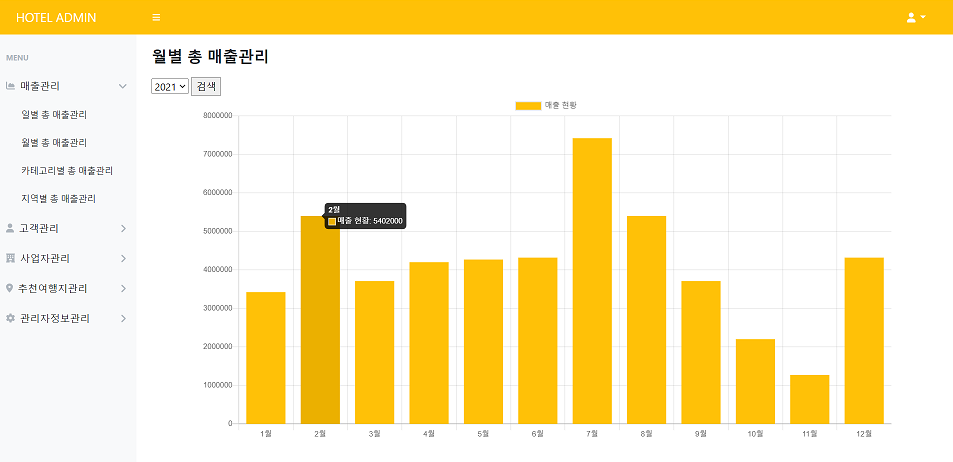 HOTEL ADMIN
MENU
매출관리
일별 총 매출관리
월별 총 매출관리
카테고리별 총 매출관리
지역별 총 매출관리
고객관리
사업자관리
추천여행지관리
관리자정보관리
월별 총 매출관리
2021 검색
매출 현황
8000000
7000000
6000000
5000000
4000000
3000000
2000000
1000000
0
2월
매출 현황: 5402000
1월 2월 3월 4월 5월 6월 7월 8월 9월 10월 11월 12월